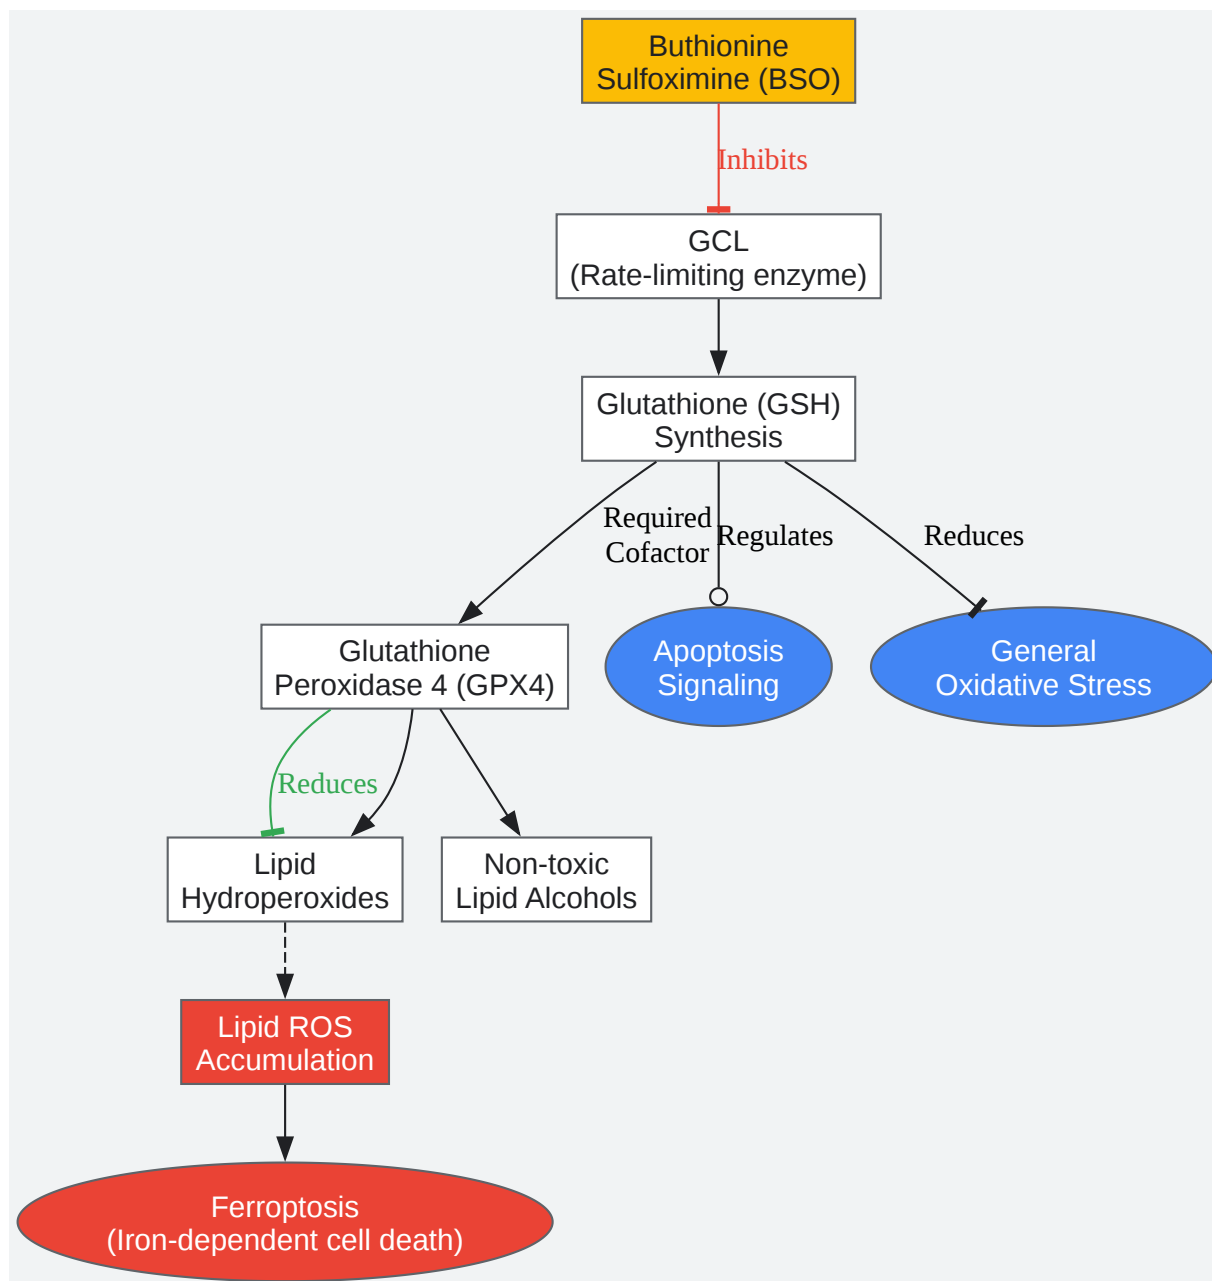 Buthionine
Sulfoximine (BSO)
Inhibits
GCL
(Rate-limiting enzyme)
Glutathione (GSH)
Synthesis
Required
Cofactor
Regulates
Reduces
Glutathione
Peroxidase 4 (GPX4)
Apoptosis
Signaling
General
Oxidative Stress
Reduces
Lipid
Hydroperoxides
Non-toxic
Lipid Alcohols
Lipid ROS
Accumulation
Ferroptosis
(Iron-dependent cell death)